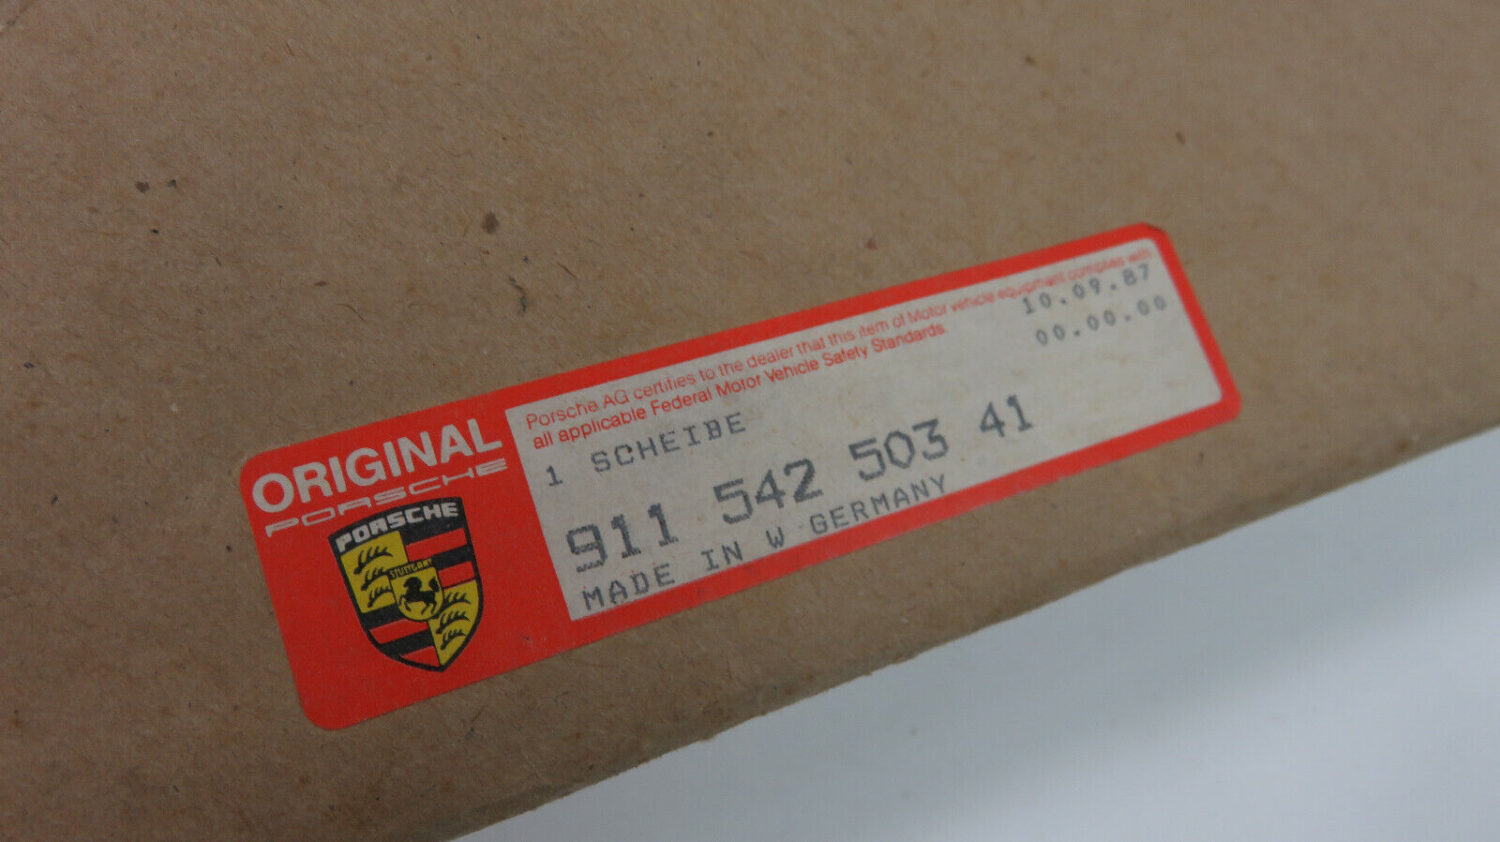 ORIGINAL
PORSCHE
PORSCHE
STUTTGART
Porsche AG certifies to the dealer that this item of Motor vehicle equipment complies with
all applicable Federal Motor Vehicle Safety Standards.
10.09.87
00.00.00
1 SCHEIBE
911 542 503 41
MADE IN W GERMANY